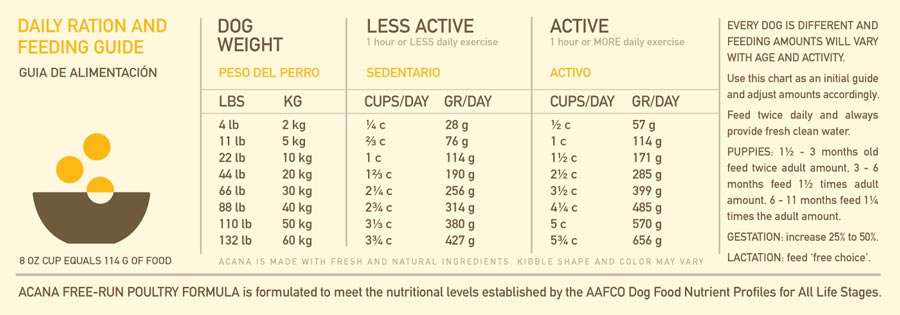 DAILY RATION AND
FEEDING GUIDE
GUIA DE ALIMENTACIÓN
8 OZ CUP EQUALS 114 G OF FOOD
DOG WEIGHT LESS ACTIVE ACTIVE
1 hour or LESS daily exercise 1 hour or MORE daily exercise
PESO DEL PERRO SEDENTARIO ACTIVO
LBS KG CUPS/DAY GR/DAY CUPS/DAY GR/DAY
4 lb 2 kg ¼ c 28 g ½ c 57 g
11 lb 5 kg ⅔ c 76 g 1 c 114 g
22 lb 10 kg 1 c 114 g 1½ c 171 g
44 lb 20 kg 1⅔ c 190 g 2½ c 285 g
66 lb 30 kg 2¼ c 256 g 3½ c 399 g
88 lb 40 kg 2¾ c 314 g 4¼ c 485 g
110 lb 50 kg 3⅓ c 380 g 5 c 570 g
132 lb 60 kg 3¾ c 427 g 5¾ c 656 g
ACANA IS MADE WITH FRESH AND NATURAL INGREDIENTS. KIBBLE SHAPE AND COLOR MAY VARY
EVERY DOG IS DIFFERENT AND
FEEDING AMOUNTS WILL VARY
WITH AGE AND ACTIVITY.
Use this chart as an initial guide
and adjust amounts accordingly.
Feed twice daily and always
provide fresh clean water.
PUPPIES: 1½ - 3 months old
feed twice adult amount, 3 - 6
months feed 1½ times adult
amount. 6 - 11 months feed 1¼
times the adult amount.
GESTATION: increase 25% to 50%.
LACTATION: feed 'free choice'.
ACANA FREE-RUN POULTRY FORMULA is formulated to meet the nutritional levels established by the AAFCO Dog Food Nutrient Profiles for All Life Stages.